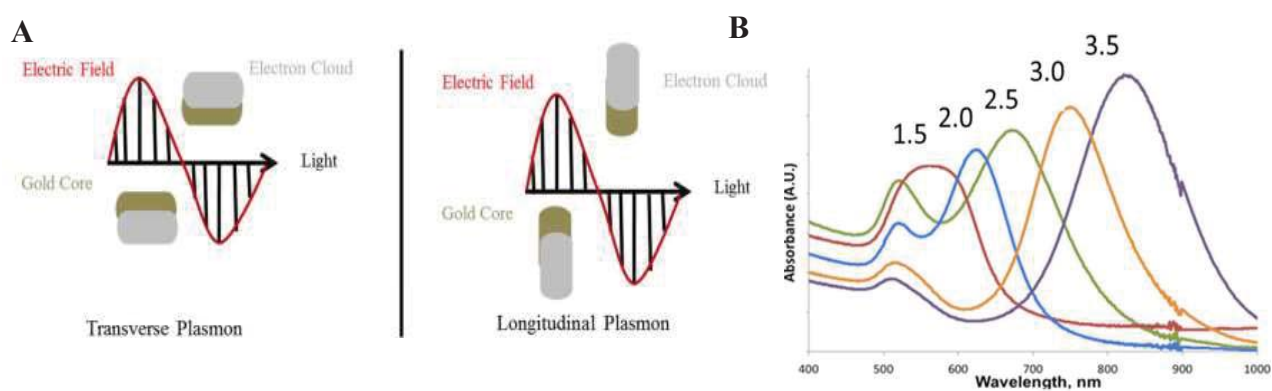 A
Electric Field
Electron Cloud
Light
Gold Core
Transverse Plasmon
Electric Field
Electron Cloud
Light
Gold Core
Longitudinal Plasmon
B
3.5
3.0
2.5
2.0
1.5
Absorbance (A.U.)
400 500 600 700 800 900 1000
Wavelength, nm